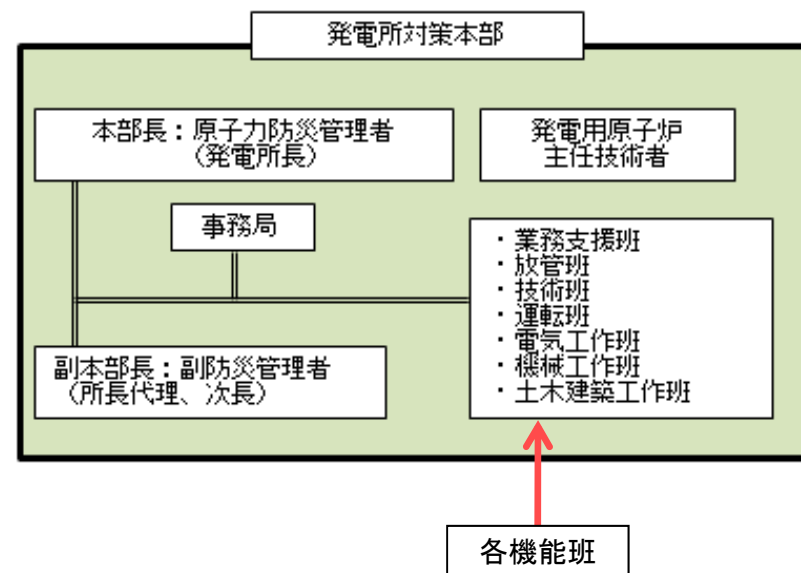 発電所対策本部
本部長：原子力防災管理者
（発電所長）
発電用原子炉
主任技術者
事務局
・業務支援班
・放管班
・技術班
・運転班
・電気工作班
・機械工作班
・土木建築工作班
副本部長：副防災管理者
（所長代理、次長）
各機能班